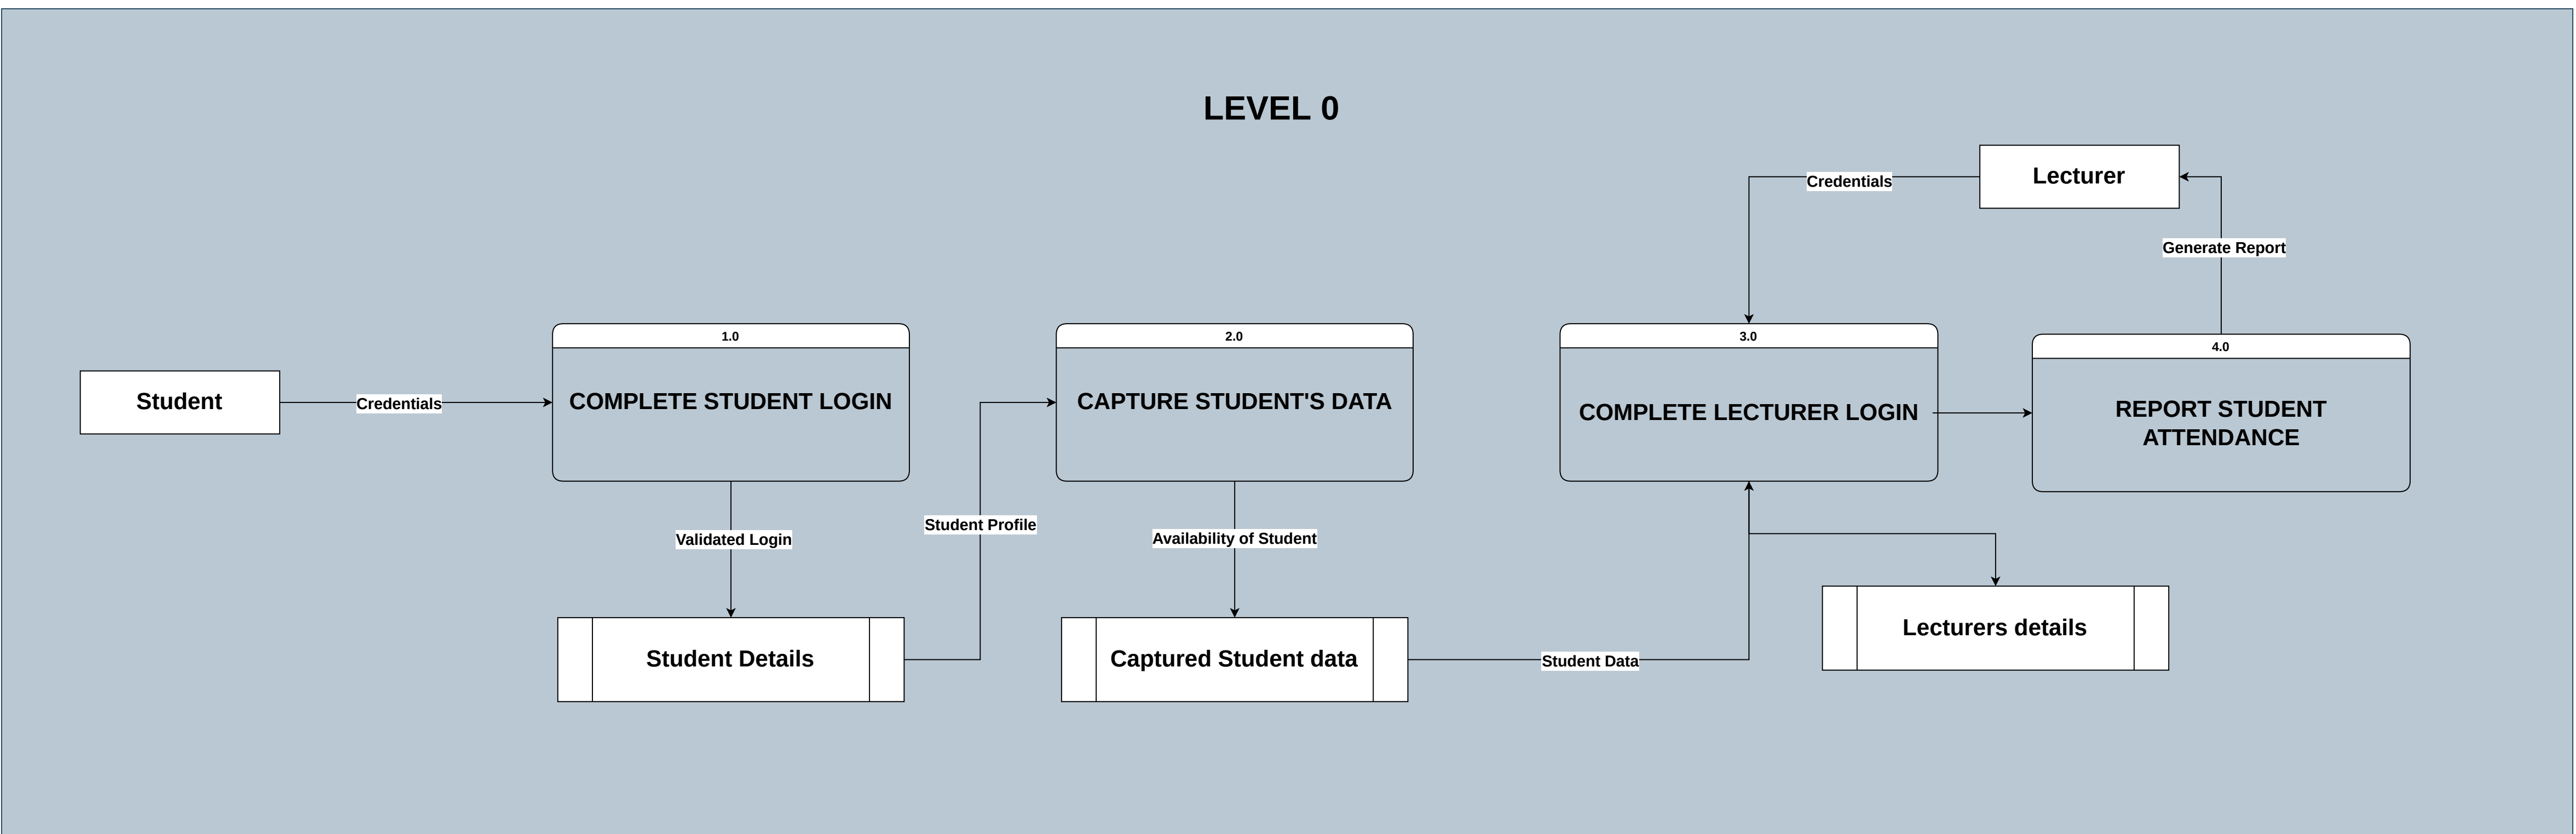 LEVEL 0
Lecturer
Credentials
Generate Report
1.0
2.0
3.0
4.0
Student
Credentials
COMPLETE STUDENT LOGIN
CAPTURE STUDENT'S DATA
COMPLETE LECTURER LOGIN
REPORT STUDENT
ATTENDANCE
Validated Login
Student Profile
Availability of Student
Student Details
Captured Student data
Student Data
Lecturers details